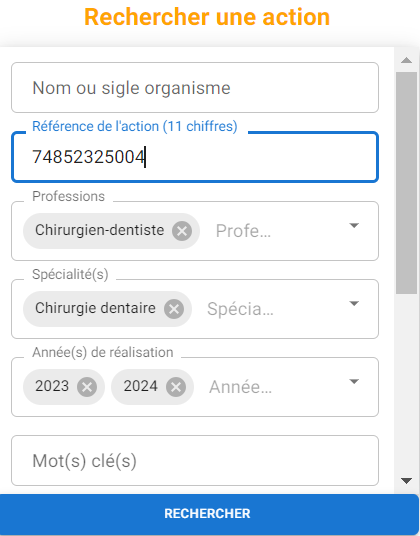 Rechercher une action
Nom ou sigle organisme
Référence de l'action (11 chiffres)
74852325004
Professions
Chirurgien-dentiste Profe...
Spécialité(s)
Chirurgie dentaire Spécia...
Année(s) de réalisation
2023 2024 Année...
Mot(s) clé(s)
RECHERCHER